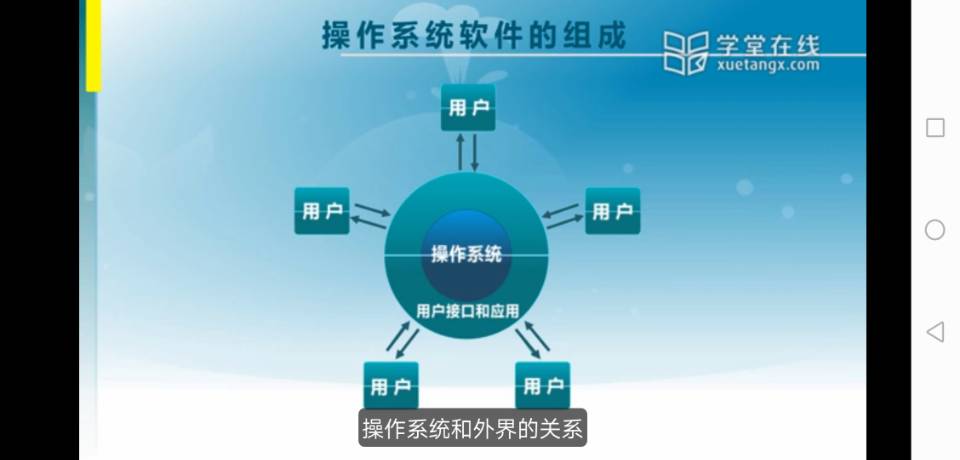 操作系统软件的组成
学堂在线
xuetangx.com
用户
用户
用户
操作系统
用户接口和应用
用户
用户
操作系统和外界的关系